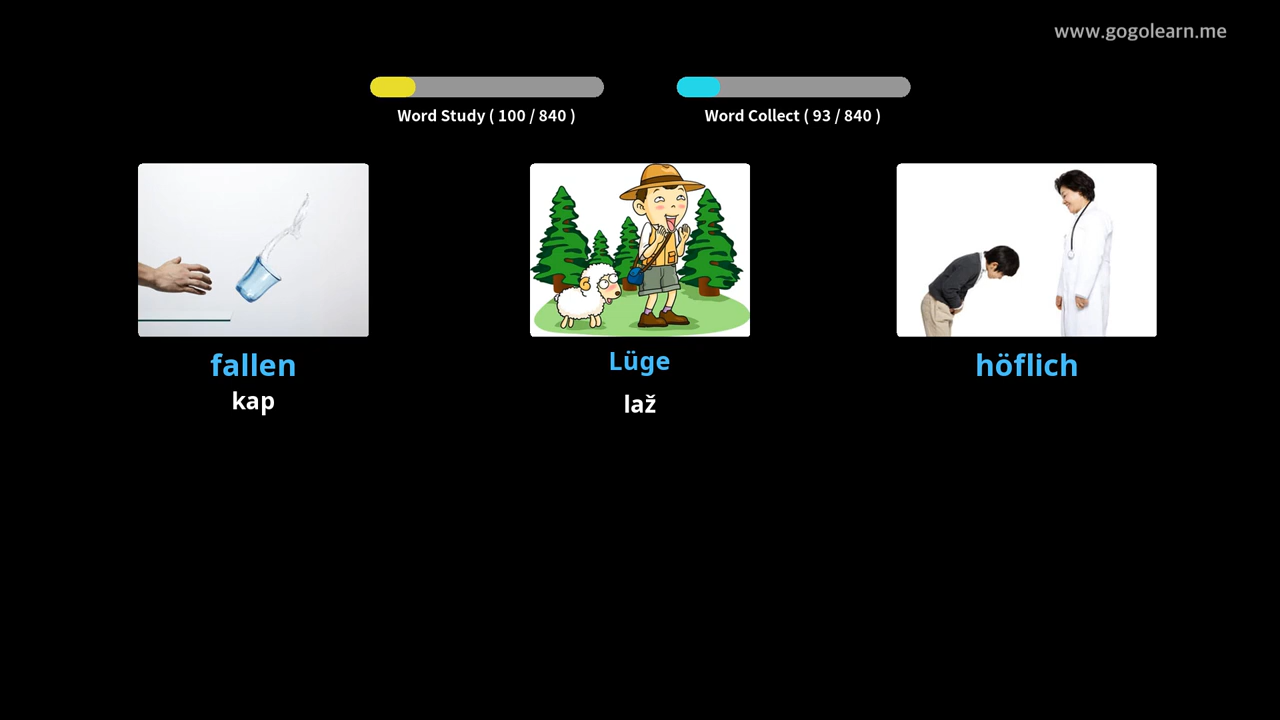 www.gogolearn.me
Word Study ( 100 / 840 )
Word Collect ( 93 / 840 )
fallen
kap
Lüge
laž
höflich